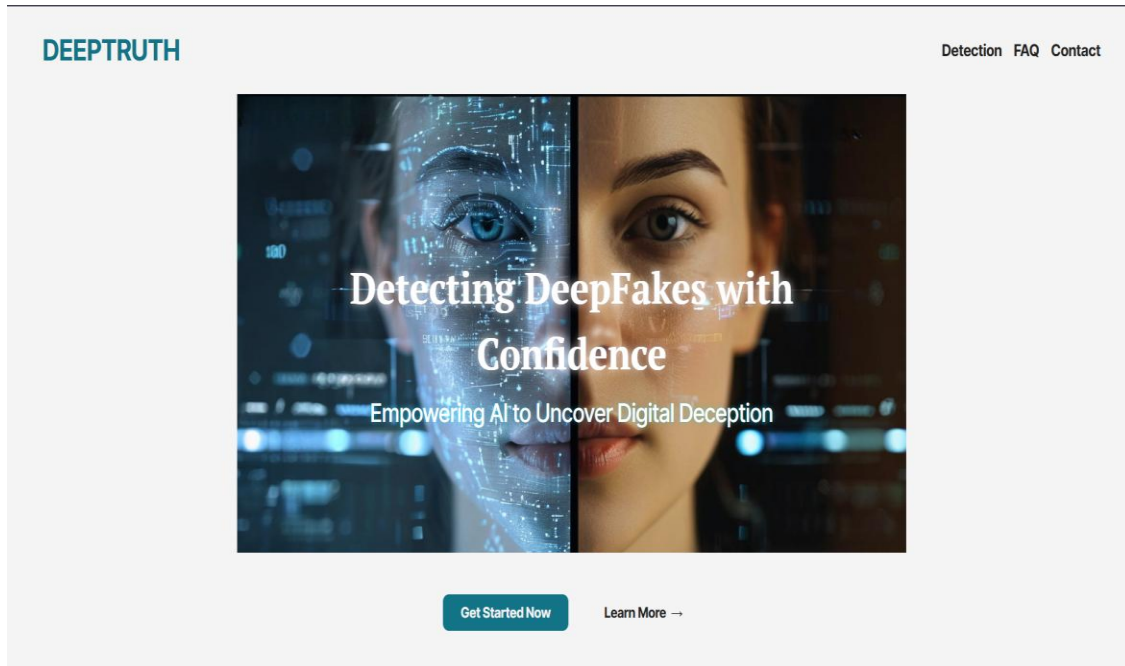 DEEPTRUTH
Detection FAQ Contact
Detecting DeepFakes with
Confidence
Empowering AI to Uncover Digital Deception
Get Started Now
Learn More →